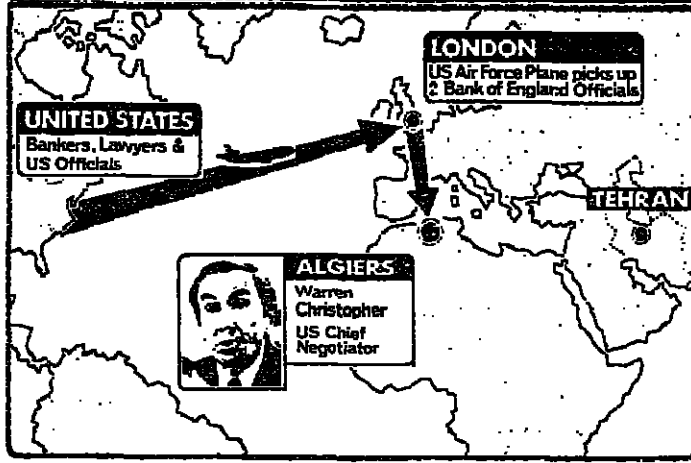 LONDON
US Air Force Plane picks up
2 Bank of England Officials
UNITED STATES
Bankers, Lawyers &
US Officials
TEHRAN
ALGIERS
Warren
Christopher
US Chief
Negotiator